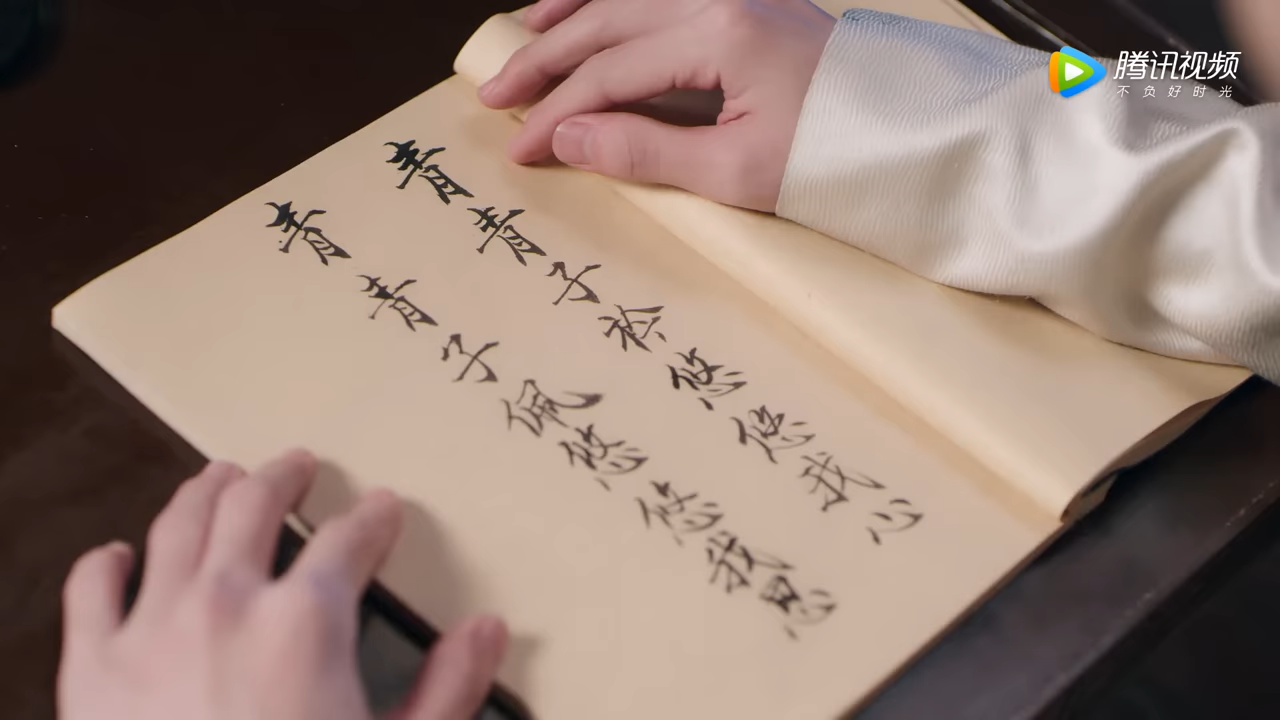 青青子衿悠悠我心
青青子佩悠悠我思
腾讯视频
不负好时光